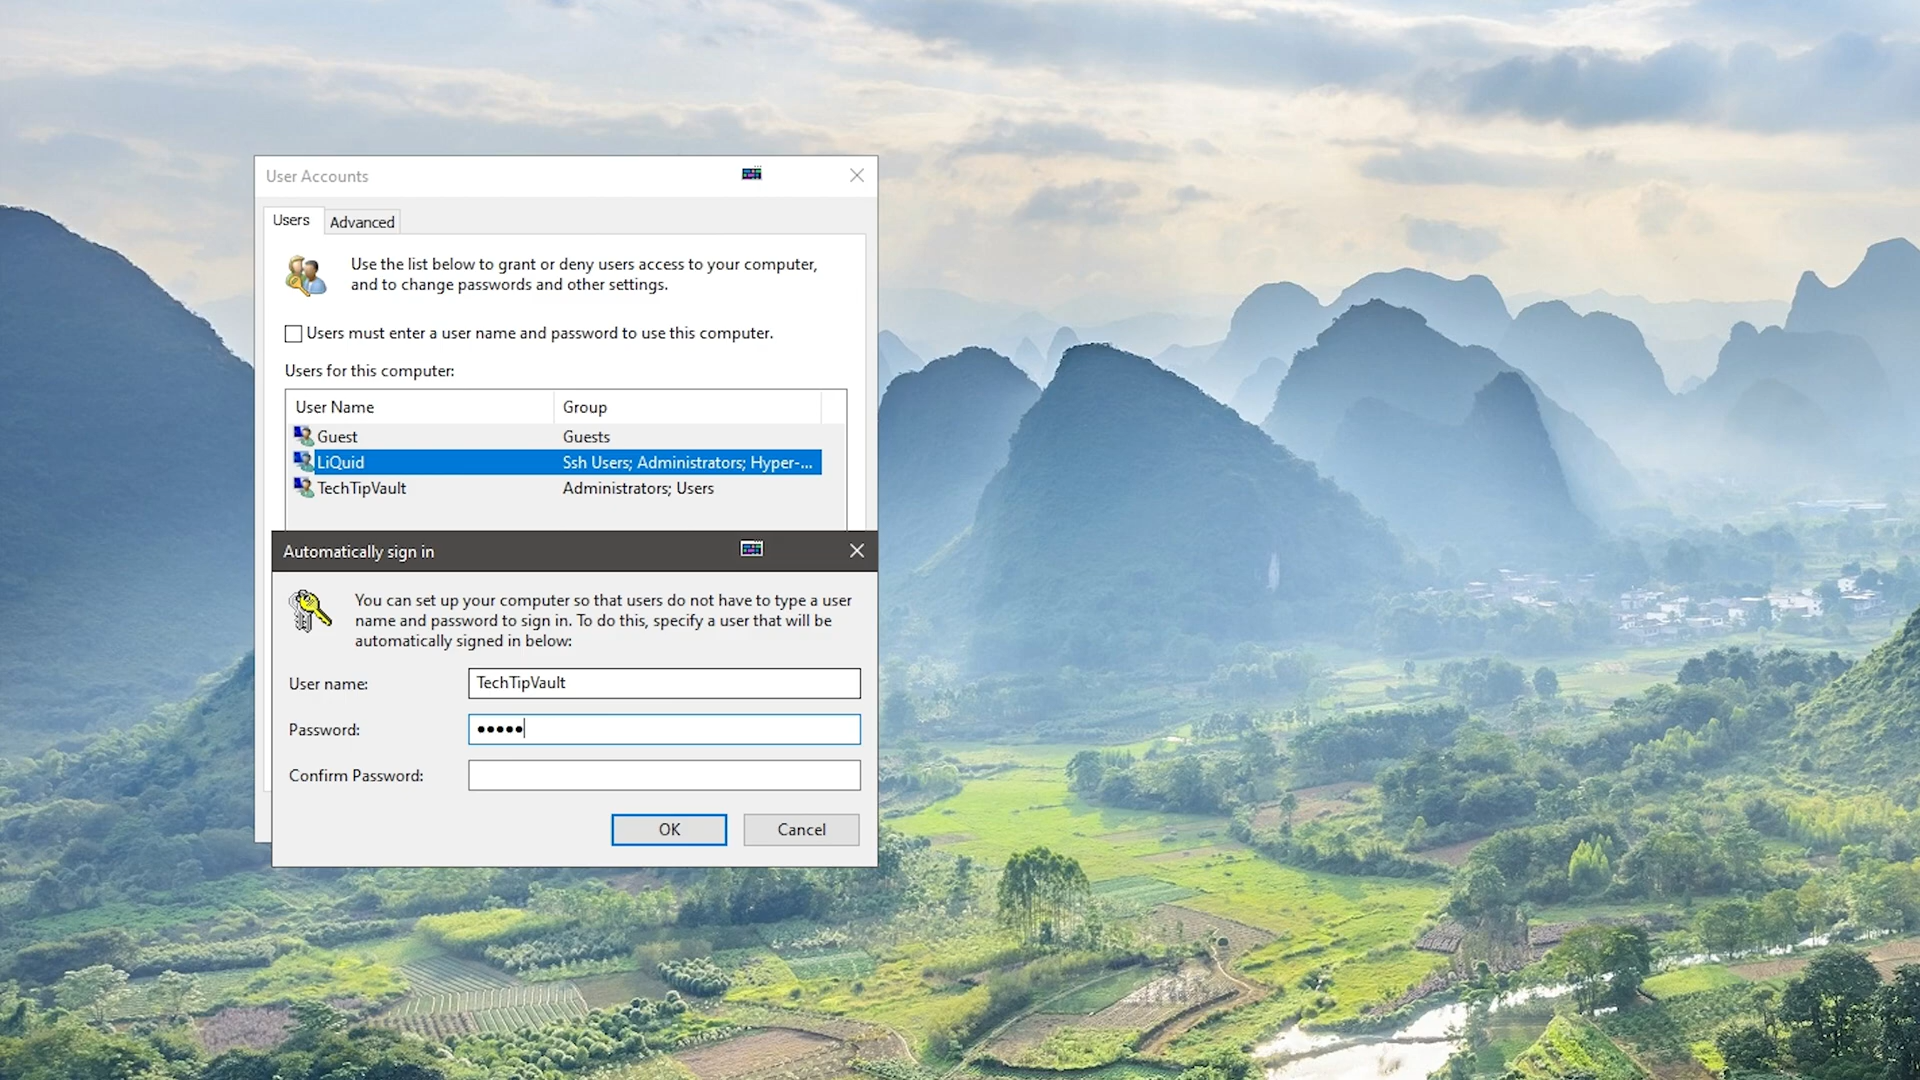 User Accounts
Users
Advanced
Use the list below to grant or deny users access to your computer,
and to change passwords and other settings.
Users must enter a user name and password to use this computer.
Users for this computer:
User Name Group
Guest Guests
LiQuid Ssh Users; Administrators; Hyper-...
TechTipVault Administrators; Users
Automatically sign in
You can set up your computer so that users do not have to type a user
name and password to sign in. To do this, specify a user that will be
automatically signed in below:
User name: TechTipVault
Password: •••••
Confirm Password:
OK Cancel